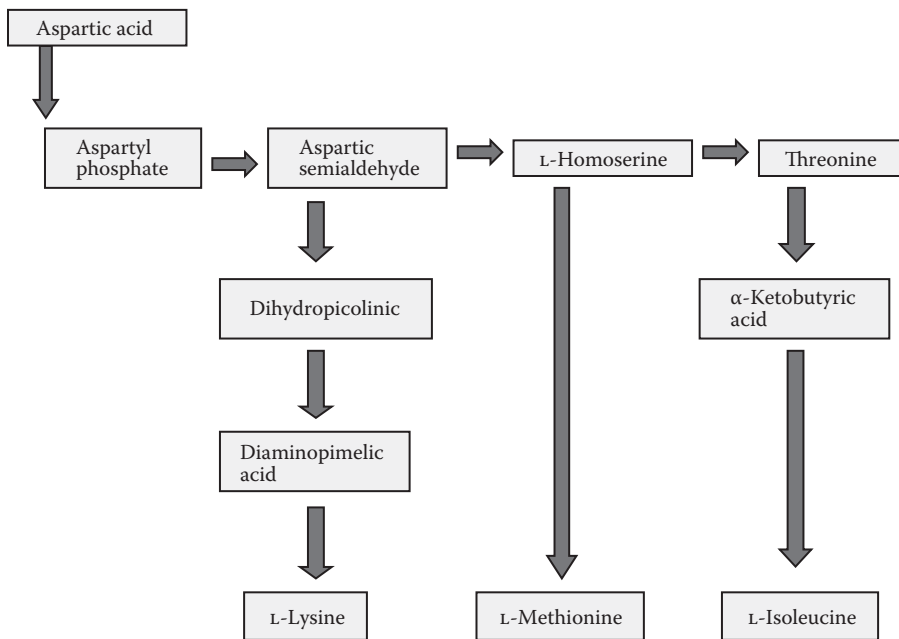 Aspartic acid
Aspartyl
phosphate
Aspartic
semialdehyde
ʟ-Homoserine
Threonine
Dihydropicolinic
α-Ketobutyric
acid
Diaminopimelic
acid
ʟ-Lysine
ʟ-Methionine
ʟ-Isoleucine